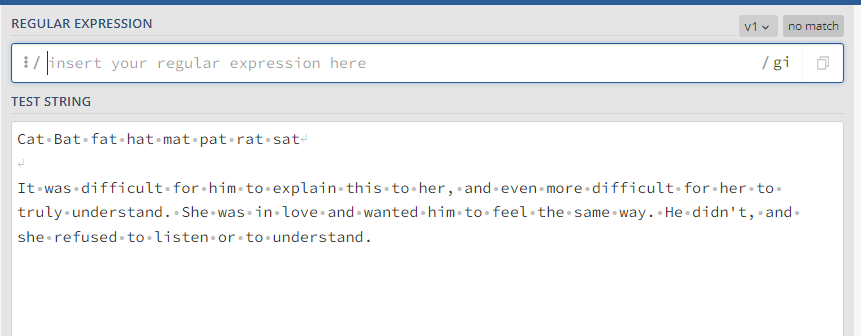 REGULAR EXPRESSION
v1 no match
/ insert your regular expression here / gi
TEST STRING
Cat·Bat·fat·hat·mat·pat·rat·sat↵
↵
It·was·difficult·for·him·to·explain·this·to·her,·and·even·more·difficult·for·her·to·
truly·understand.·She·was·in·love·and·wanted·him·to·feel·the·same·way.·He·didn't,·and·
she·refused·to·listen·or·to·understand.